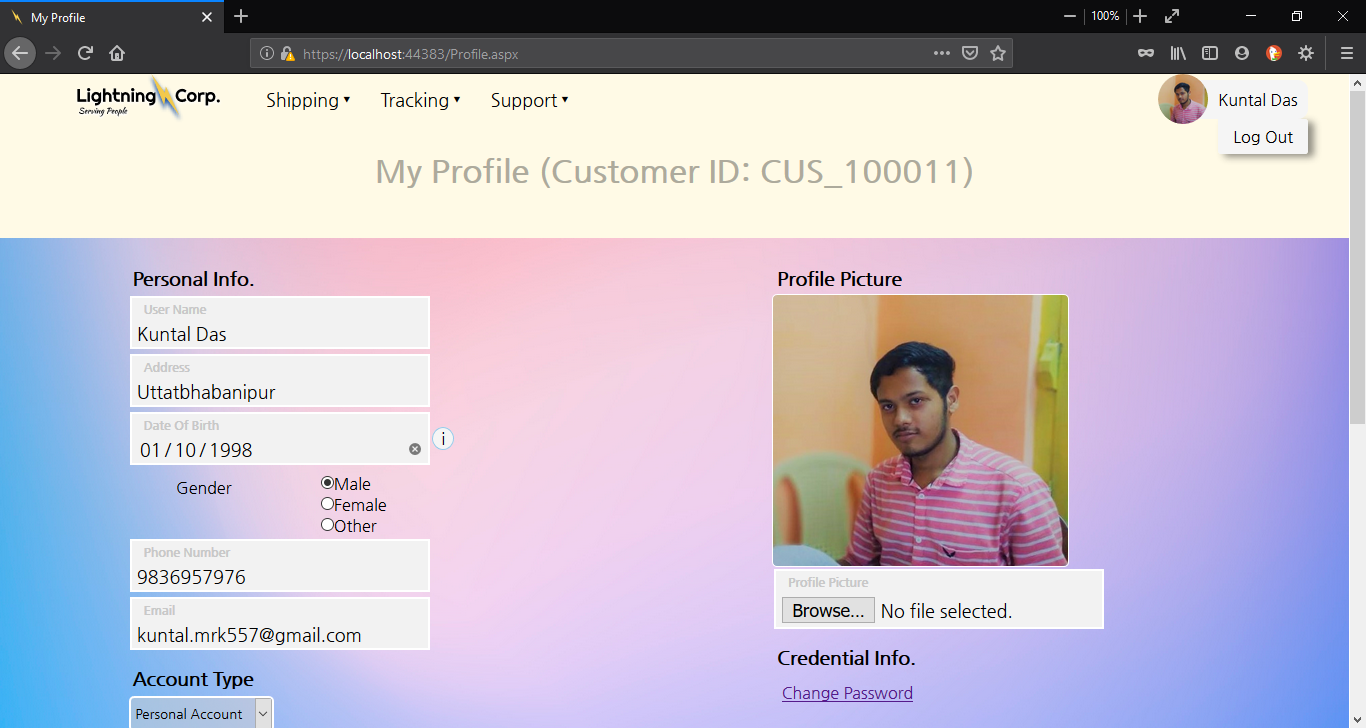 My Profile
100%
https://localhost:44383/Profile.aspx
Lightning Corp.
Serving People
Shipping ▾ Tracking ▾ Support ▾
Kuntal Das
Log Out
My Profile (Customer ID: CUS_100011)
Personal Info.
User Name
Kuntal Das
Address
Uttatbhabanipur
Date Of Birth
01 / 10 / 1998
i
Gender
Male
Female
Other
Phone Number
9836957976
Email
kuntal.mrk557@gmail.com
Account Type
Personal Account
Profile Picture
Profile Picture
Browse... No file selected.
Credential Info.
Change Password